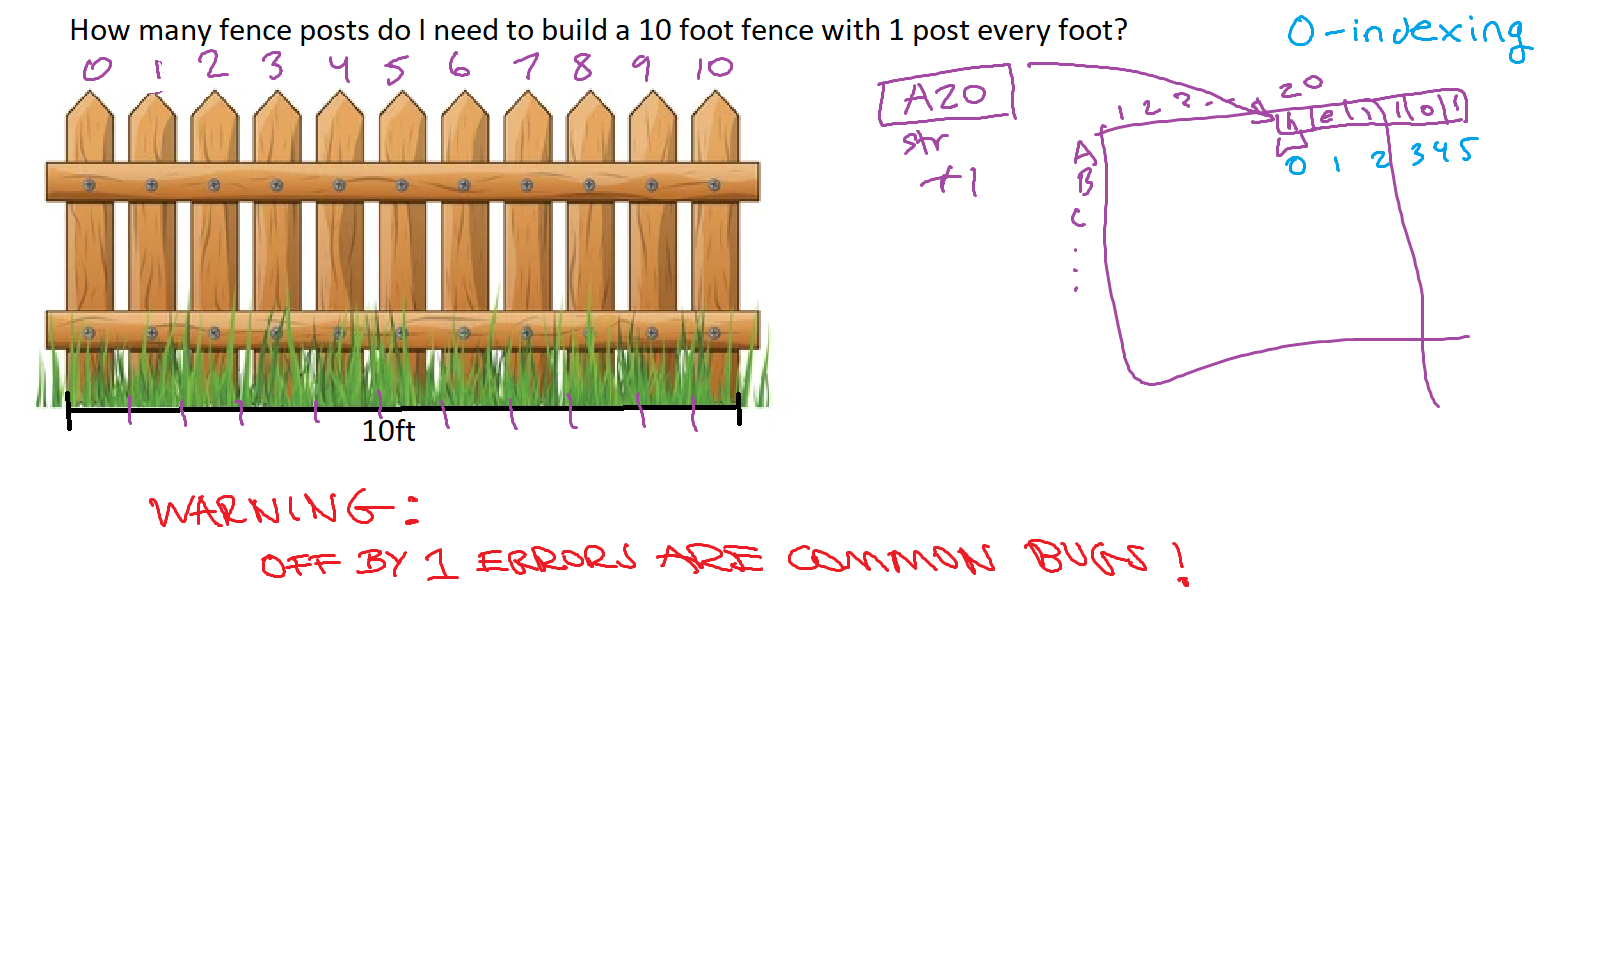 How many fence posts do I need to build a 10 foot fence with 1 post every foot?
0-indexing
0 1 2 3 4 5 6 7 8 9 10
A20
str
+1
1 2 3 - - 20
h e l l o !
0 1 2 3 4 5
A
B
C
.
.
.
10ft
WARNING:
OFF BY 1 ERRORS ARE COMMON BUGS!